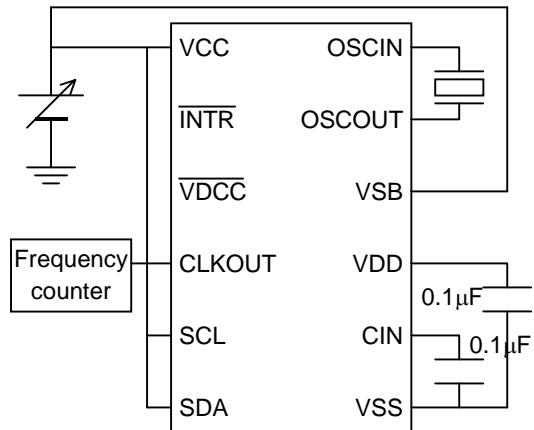 VCC
OSCIN
INTR
OSCOUT
VDCC
VSB
Frequency
counter
CLKOUT
VDD
0.1μF
SCL
CIN
0.1μF
SDA
VSS